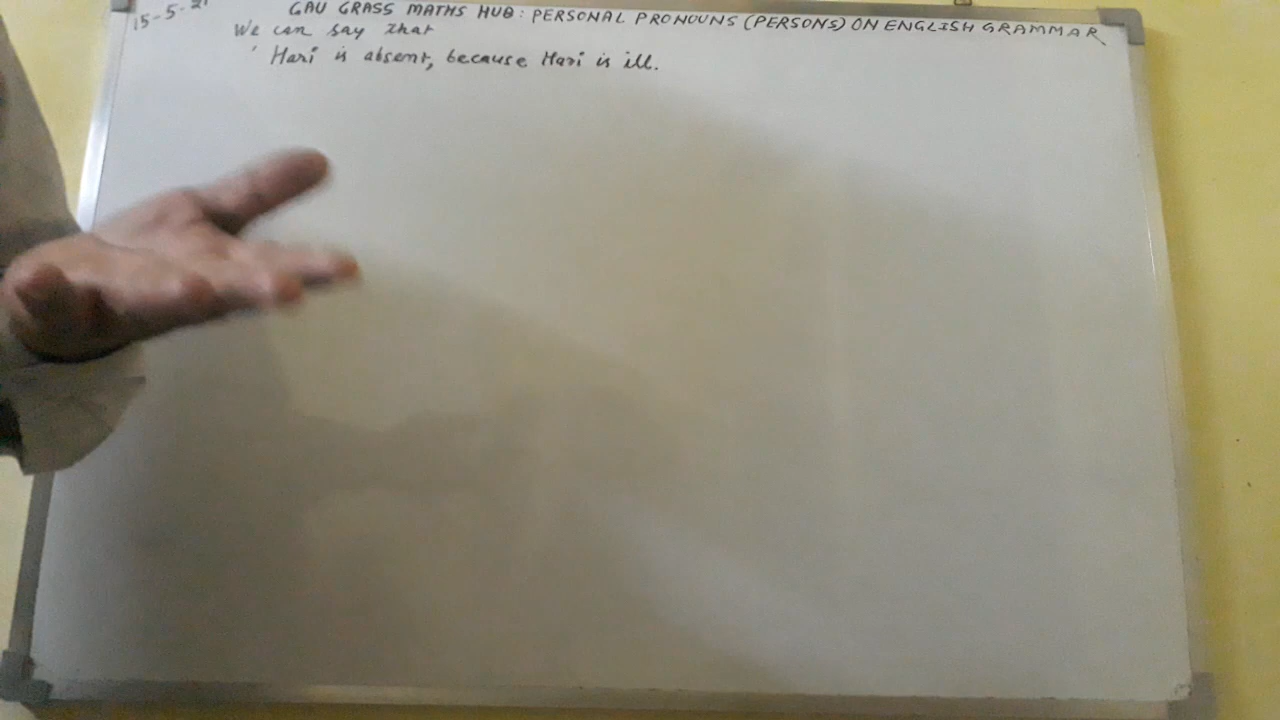 15-5-21 GAU GRASS MATHS HUB: PERSONAL PRONOUNS (PERSONS) ON ENGLISH GRAMMAR
We can say that
' Hari is absent, because Hari is ill.